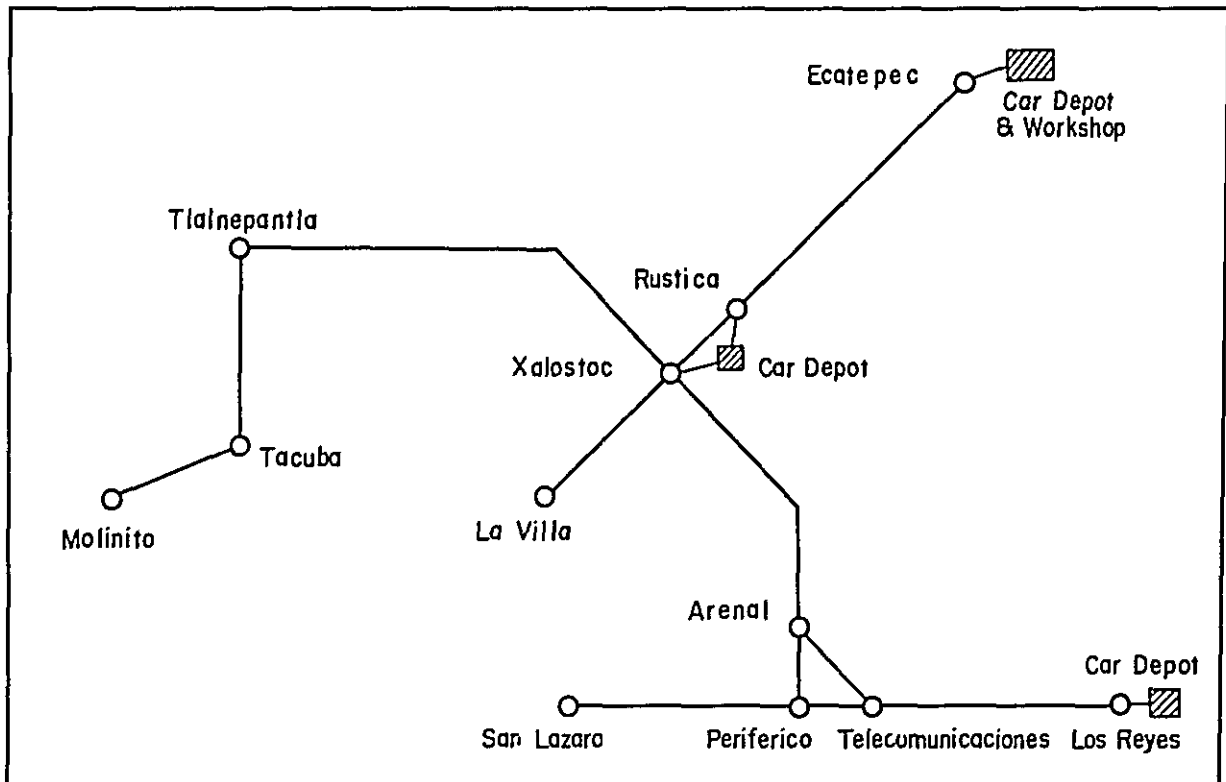 Ecatepec
Car Depot
& Workshop
Tlalnepantla
Rustica
Xalostoc
Car Depot
Tacuba
Molinito
La Villa
Arenal
Car Depot
San Lazara
Periferico
Telecomunicaciones
Los Reyes